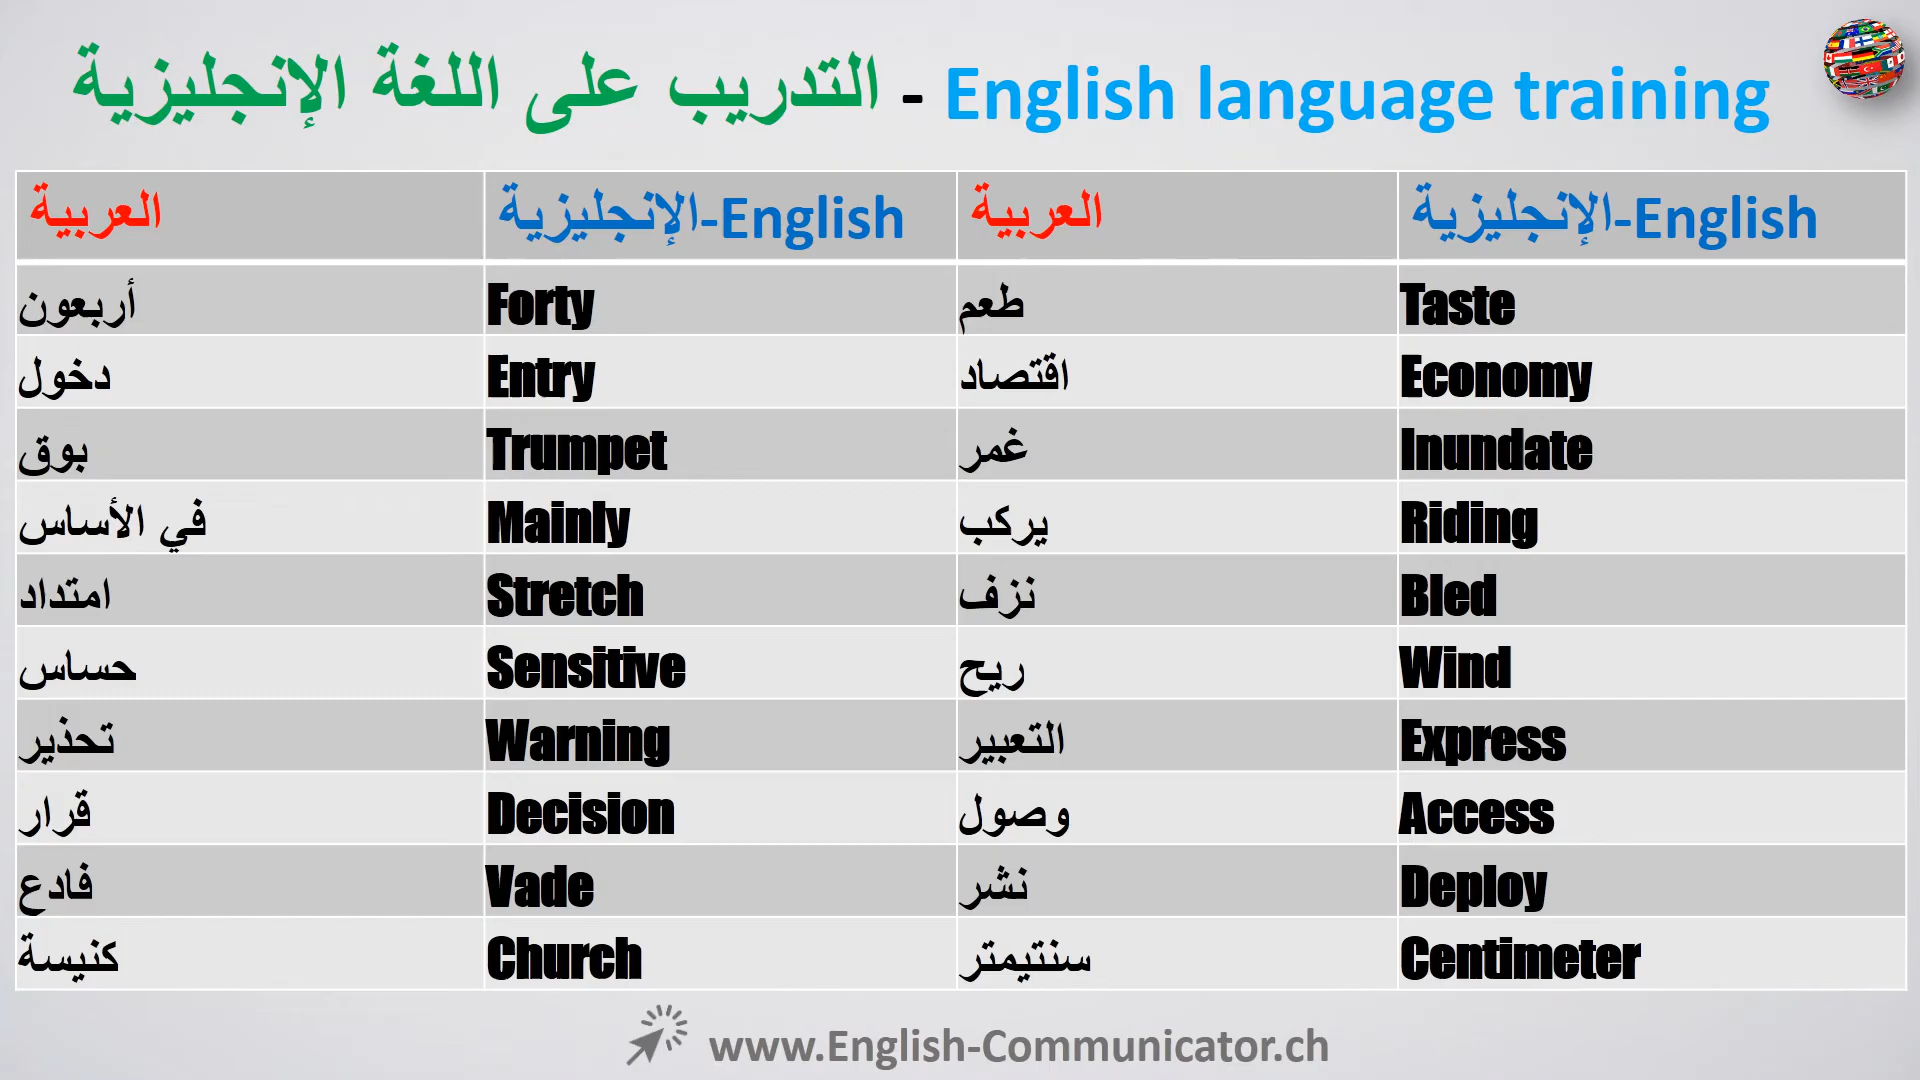 التدريب على اللغة الإنجليزية - English language training
العربية الإنجليزية-English العربية الإنجليزية-English
أربعون Forty طعم Taste
دخول Entry اقتصاد Economy
بوق Trumpet غمر Inundate
في الأساس Mainly يركب Riding
امتداد Stretch نزف Bled
حساس Sensitive ريح Wind
تحذير Warning التعبير Express
قرار Decision وصول Access
فادع Vade نشر Deploy
كنيسة Church سنتيمتر Centimeter
www.English-Communicator.ch